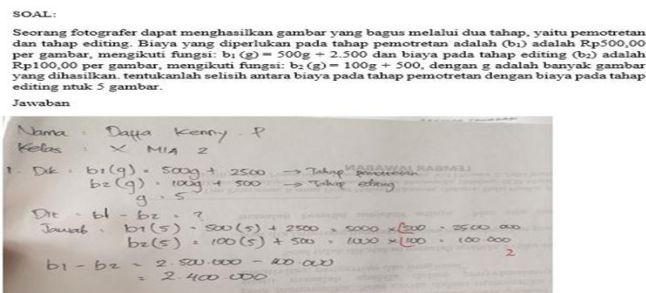 SOAL:
Seorang fotografer dapat menghasilkan gambar yang bagus melalui dua tahap, yaitu pemotretan
dan tahap editing. Biaya yang diperlukan pada tahap pemotretan adalah (b₁) adalah Rp500,00
per gambar, mengikuti fungsi: b₁ (g) = 500g + 2.500 dan biaya pada tahap editing (b₂) adalah
Rp100,00 per gambar, mengikuti fungsi: b₂ (g) = 100g + 500, dengan g adalah banyak gambar
yang dihasilkan. tentukanlah selisih antara biaya pada tahap pemotretan dengan biaya pada tahap
editing ntuk 5 gambar.
Jawaban
Nama : Daffa Kenny . P
Kelas : X MIA 2
1. Dik : b1(g) = 500g + 2500 → Tahap pemotretan
b2(g) = 100g + 500 → Tahap editing
g = 5
Dit = b1 - b2 = ?
Jawab : b1(5) = 500(5) + 2500 = 5000 × 500 = 2500.000
b2(5) = 100(5) + 500 = 1000 × 100 = 100.000
2
b1 - b2 = 2.500.000 - 100.000
= 2.400.000